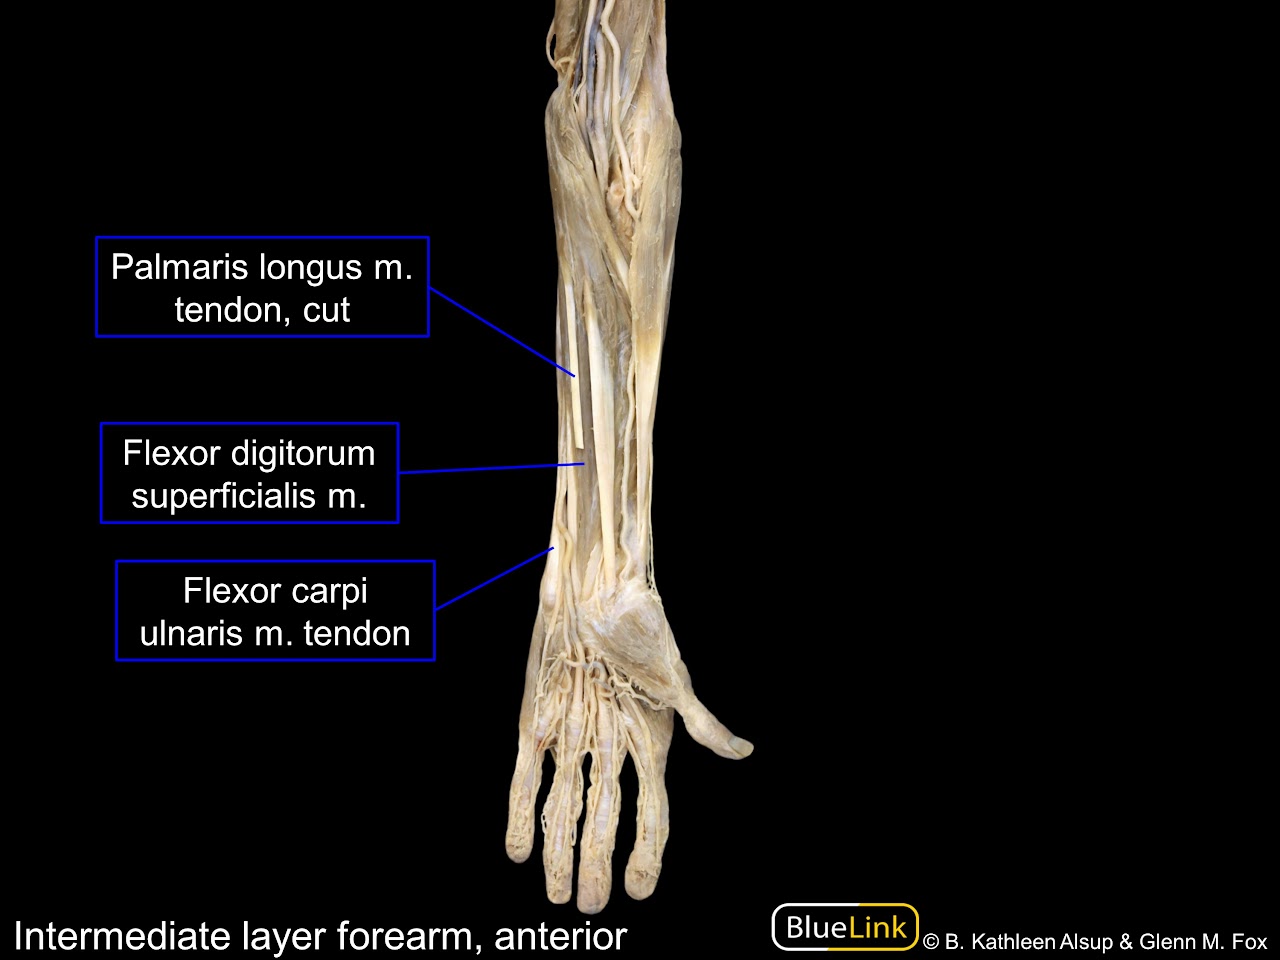 Palmaris longus m.
tendon, cut
Flexor digitorum
superficialis m.
Flexor carpi
ulnaris m. tendon
Intermediate layer forearm, anterior
BlueLink
© B. Kathleen Alsup & Glenn M. Fox